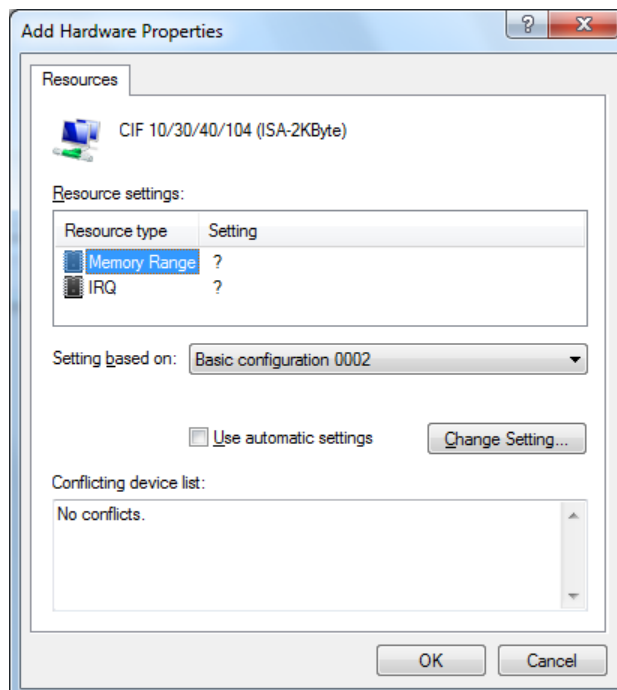 Add Hardware Properties
Resources
CIF 10/30/40/104 (ISA-2KByte)
Resource settings:
Resource type Setting
Memory Range ?
IRQ ?
Setting based on: Basic configuration 0002
Use automatic settings Change Setting...
Conflicting device list:
No conflicts.
OK Cancel